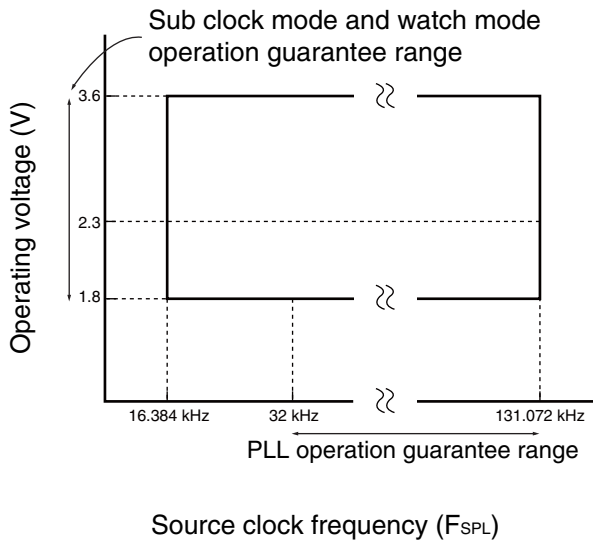 Sub clock mode and watch mode
operation guarantee range
Operating voltage (V)
3.6
2.3
1.8
16.384 kHz
32 kHz
131.072 kHz
PLL operation guarantee range
Source clock frequency (FSPL)